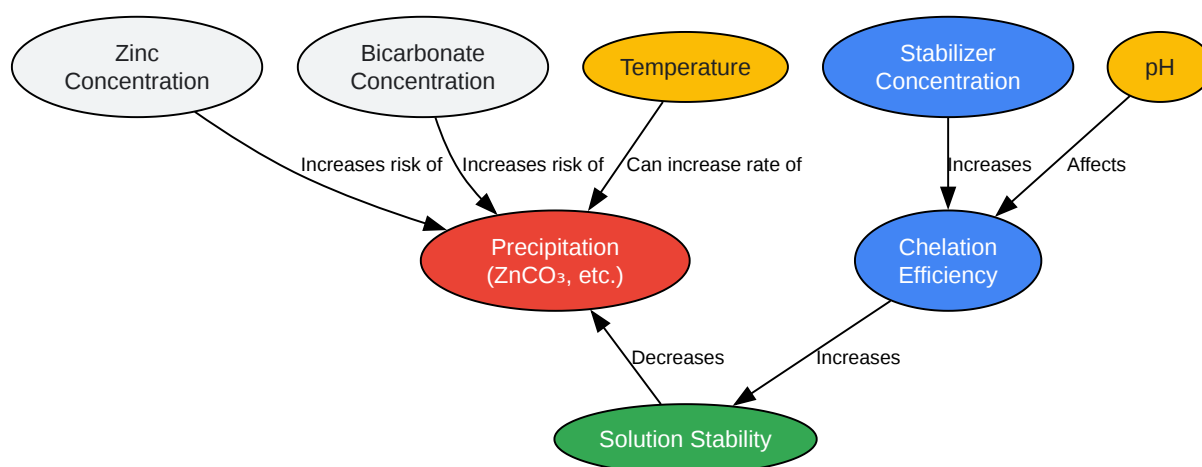 Zinc
Concentration
Bicarbonate
Concentration
Temperature
Stabilizer
Concentration
pH
Increases risk of
Increases risk of
Can increase rate of
Increases
Affects
Precipitation
(ZnCO₃, etc.)
Chelation
Efficiency
Decreases
Increases
Solution Stability